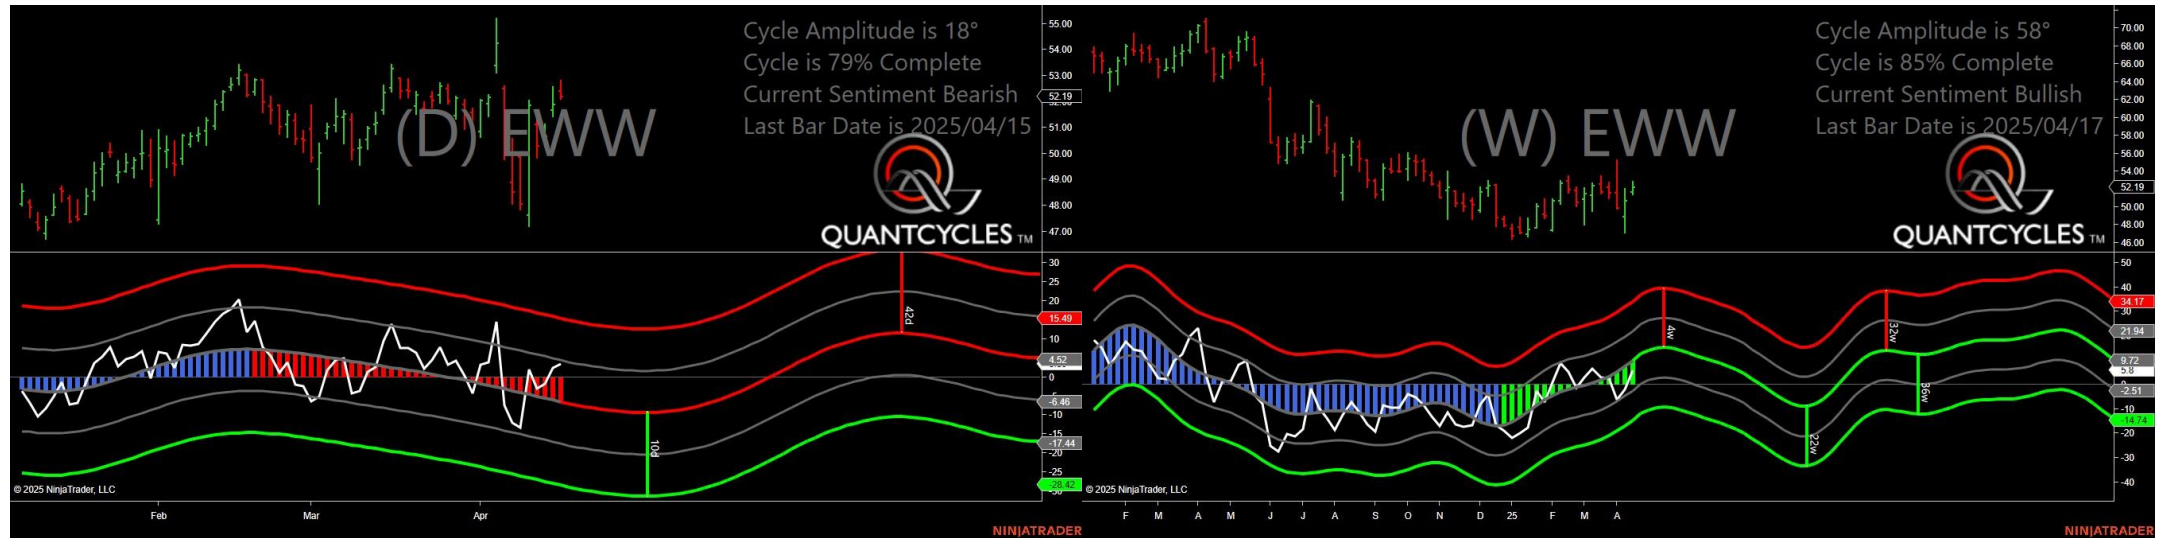 Cycle Amplitude is 18°
Cycle is 79% Complete
Current Sentiment Bearish
Last Bar Date is 2025/04/15
(D) EWW
QUANTCYCLES TM
55.00
54.00
53.00
52.19
51.00
50.00
49.00
48.00
47.00
30
25
20
15.49
10
4.52
0
-6.46
-10
-15
-17.44
-20
-25
-28.42
42d
10d
© 2025 NinjaTrader, LLC
Feb Mar Apr
NINJATRADER
Cycle Amplitude is 58°
Cycle is 85% Complete
Current Sentiment Bullish
Last Bar Date is 2025/04/17
(W) EWW
QUANTCYCLES TM
70.00
68.00
66.00
64.00
62.00
60.00
58.00
56.00
54.00
52.19
50.00
48.00
46.00
50
40
34.17
30
21.94
9.72
5.8
-2.51
-10
-14.74
-20
-30
-40
4w
22w
32w
36w
© 2025 NinjaTrader, LLC
F M A M J J A S O N D 25 F M A
NINJATRADER